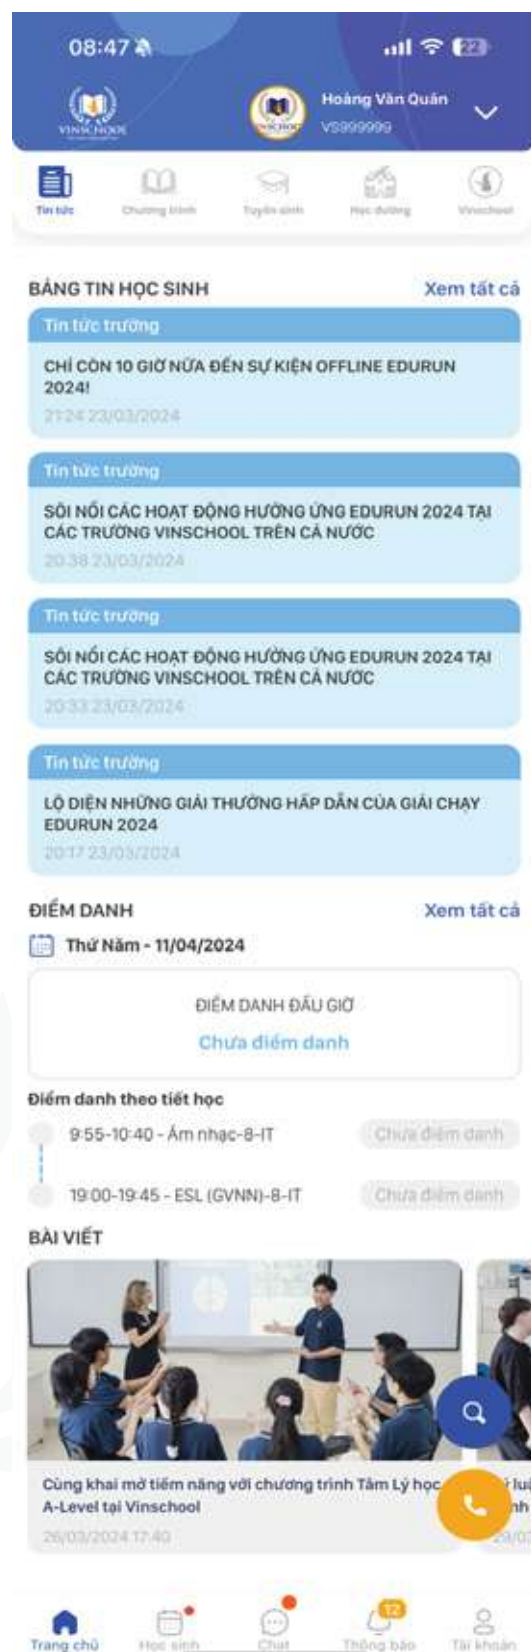 08:47
23
VINSCHOOL
Hoàng Văn Quán
VS999999
Tin tức
Chương trình
Tuyển sinh
Học đường
Vinschool
BẢNG TIN HỌC SINH
Xem tất cả
Tin tức trường
CHỈ CÒN 10 GIỜ NỮA ĐẾN SỰ KIỆN OFFLINE EDURUN
2024!
21:24 23/03/2024
Tin tức trường
SÔI NỔI CÁC HOẠT ĐỘNG HƯỞNG ỨNG EDURUN 2024 TẠI
CÁC TRƯỜNG VINSCHOOL TRÊN CẢ NƯỚC
20:38 23/03/2024
Tin tức trường
SÔI NỔI CÁC HOẠT ĐỘNG HƯỞNG ỨNG EDURUN 2024 TẠI
CÁC TRƯỜNG VINSCHOOL TRÊN CẢ NƯỚC
20:33 23/03/2024
Tin tức trường
LỘ DIỆN NHỮNG GIẢI THƯỞNG HẤP DẪN CỦA GIẢI CHẠY
EDURUN 2024
20:17 23/03/2024
ĐIỂM DANH
Xem tất cả
Thứ Năm - 11/04/2024
ĐIỂM DANH ĐẦU GIỜ
Chưa điểm danh
Điểm danh theo tiết học
9:55-10:40 - Âm nhạc-8-IT
Chưa điểm danh
19:00-19:45 - ESL (GVNN)-8-IT
Chưa điểm danh
BÀI VIẾT
Cùng khai mở tiềm năng với chương trình Tâm Lý học
A-Level tại Vinschool
26/03/2024 17:40
Trang chủ
Học sinh
Chat
12
Thông báo
Tài khoản